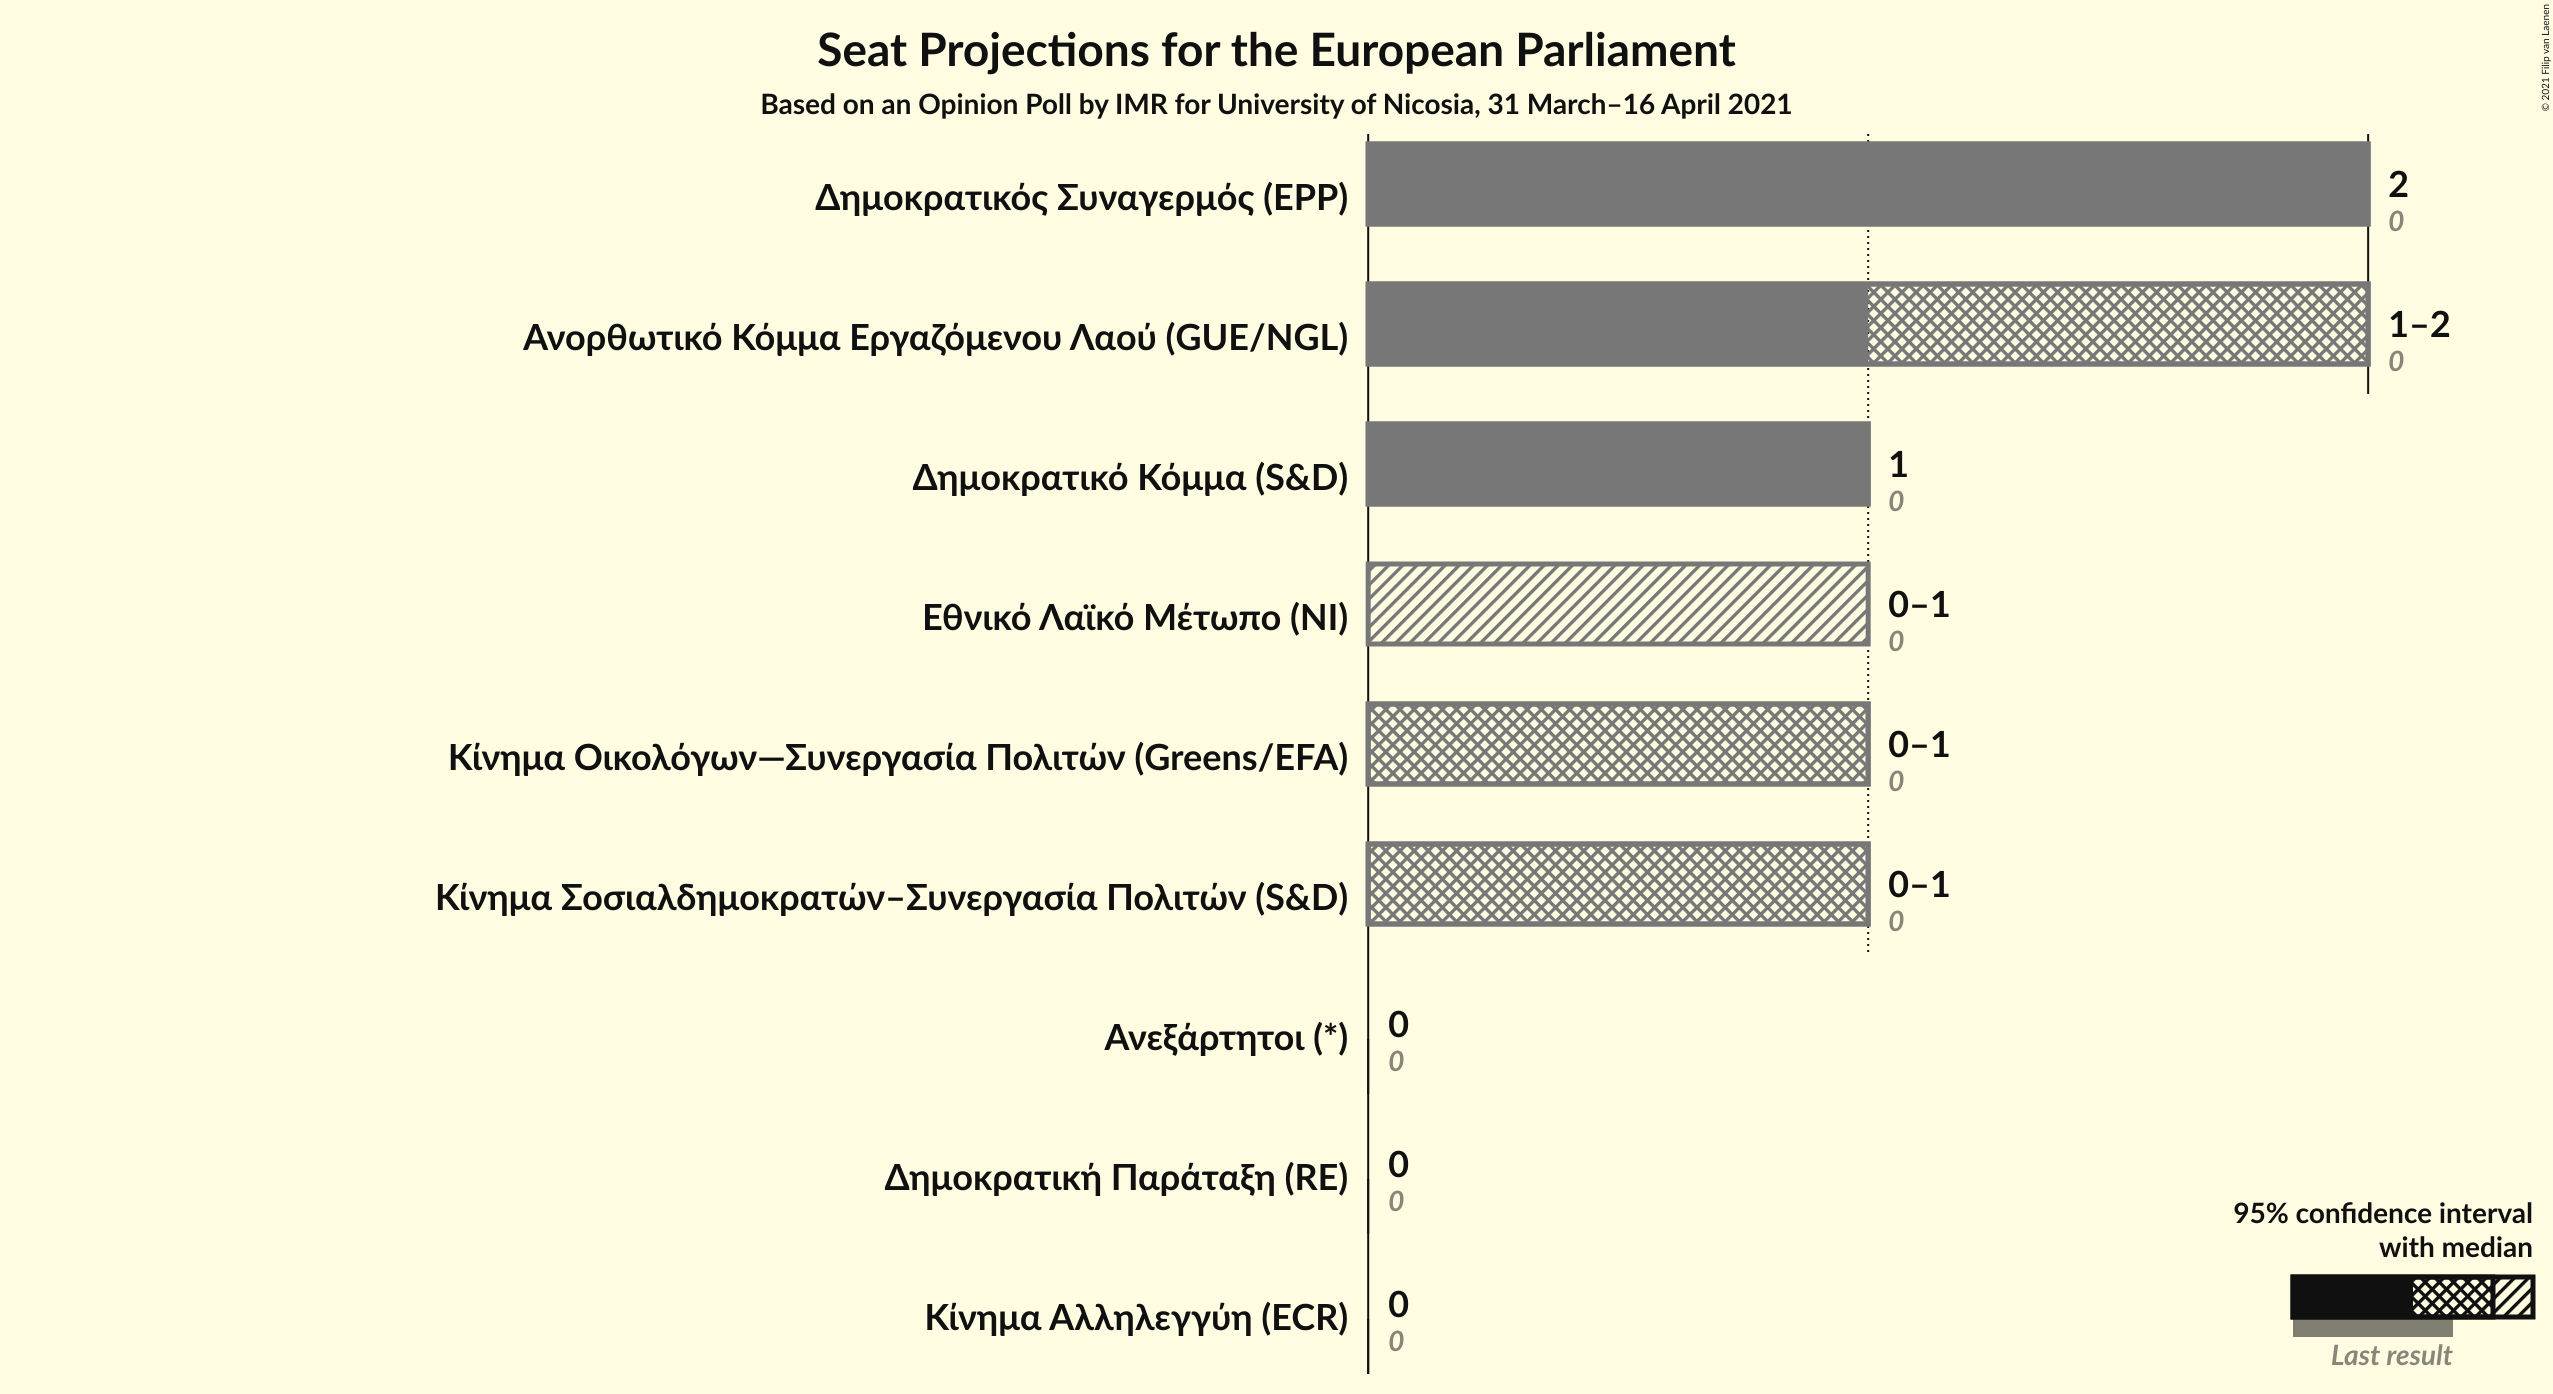 Seat Projections for the European Parliament
Based on an Opinion Poll by IMR for University of Nicosia, 31 March–16 April 2021
© 2021 Filip van Laenen
Δημοκρατικός Συναγερμός (EPP)
2
0
Ανορθωτικό Κόμμα Εργαζόμενου Λαού (GUE/NGL)
1–2
0
Δημοκρατικό Κόμμα (S&D)
1
0
Εθνικό Λαϊκό Μέτωπο (NI)
0–1
0
Κίνημα Οικολόγων—Συνεργασία Πολιτών (Greens/EFA)
0–1
0
Κίνημα Σοσιαλδημοκρατών–Συνεργασία Πολιτών (S&D)
0–1
0
Ανεξάρτητοι (*)
0
0
Δημοκρατική Παράταξη (RE)
0
0
Κίνημα Αλληλεγγύη (ECR)
0
0
95% confidence interval
with median
Last result